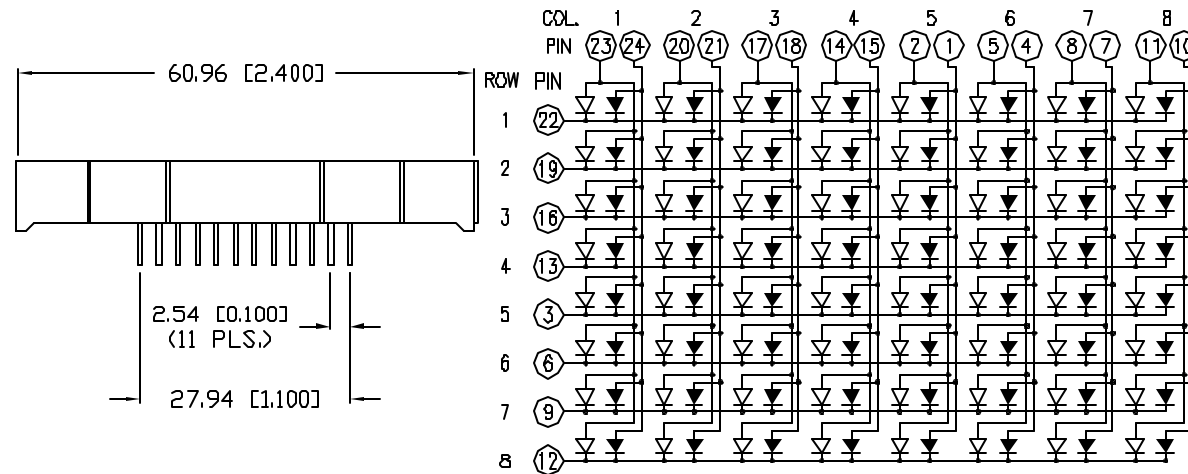 COL. 1 2 3 4 5 6 7 8
PIN 23 24 20 21 17 18 14 15 2 1 5 4 8 7 11 10
60.96 [2.400]
ROW PIN
1 22
2 19
3 16
4 13
5 3
6 6
7 9
8 12
2.54 [0.100]
(11 PLS.)
27.94 [1.100]